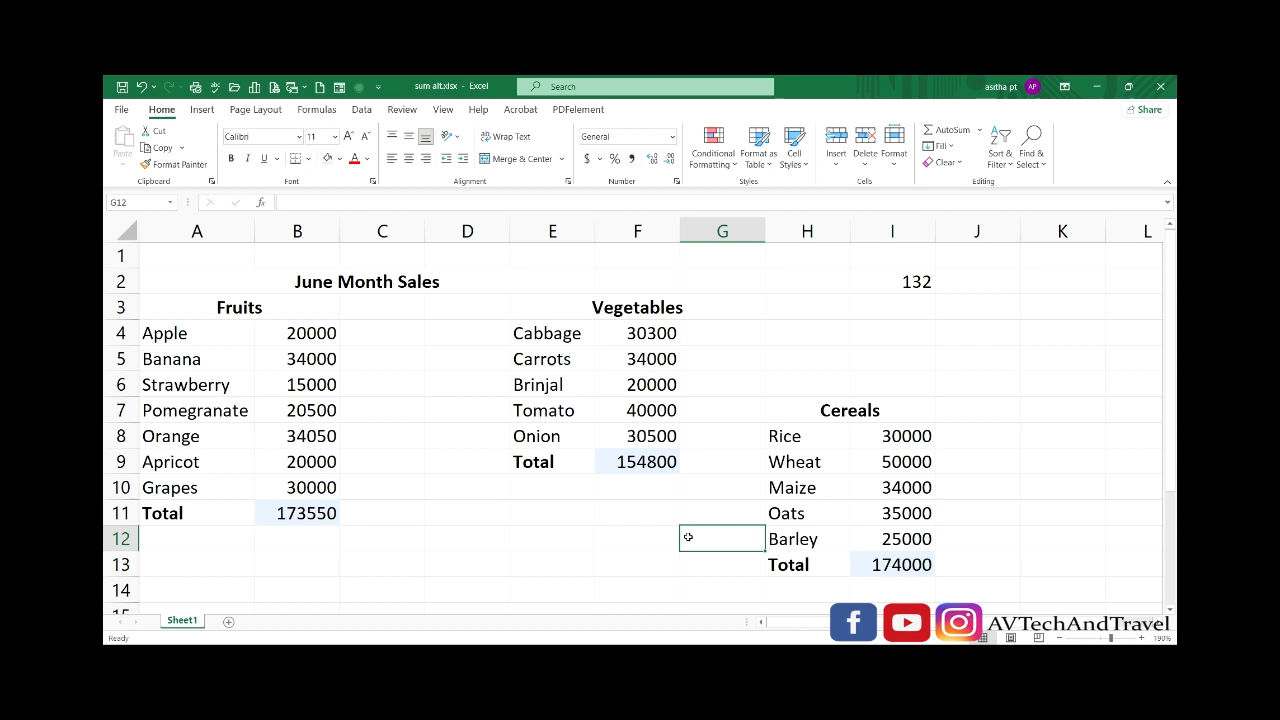 sum alt.xlsx - Excel
Search
asitha pt
AP
File Home Insert Page Layout Formulas Data Review View Help Acrobat PDFelement
Share
Paste
Cut
Copy
Format Painter
Clipboard
Calibri 11
B I U
Font
Wrap Text
Merge & Center
Alignment
General
$ % ,
Number
Conditional Formatting
Format as Table
Cell Styles
Styles
Insert Delete Format
Cells
AutoSum
Fill
Clear
Sort & Filter
Find & Select
Editing
G12 fx
A B C D E F G H I J K L
1
2 June Month Sales 132
3 Fruits Vegetables
4 Apple 20000 Cabbage 30300
5 Banana 34000 Carrots 34000
6 Strawberry 15000 Brinjal 20000
7 Pomegranate 20500 Tomato 40000 Cereals
8 Orange 34050 Onion 30500 Rice 30000
9 Apricot 20000 Total 154800 Wheat 50000
10 Grapes 30000 Maize 34000
11 Total 173550 Oats 35000
12 Barley 25000
13 Total 174000
14
15
Sheet1
AVTechAndTravel
Ready
190%